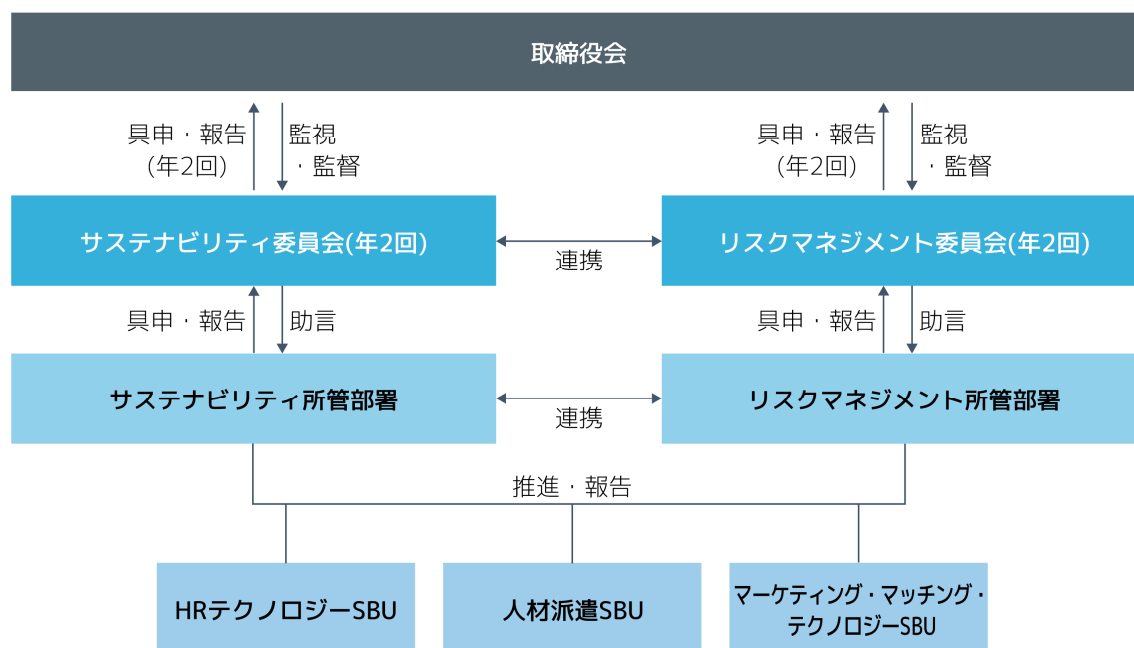 取締役会
具申・報告
(年2回)
監視
・監督
具申・報告
(年2回)
監視
・監督
サステナビリティ委員会(年2回)
連携
リスクマネジメント委員会(年2回)
具申・報告
助言
具申・報告
助言
サステナビリティ所管部署
連携
リスクマネジメント所管部署
推進・報告
HRテクノロジーSBU
人材派遣SBU
マーケティング・マッチング・
テクノロジーSBU